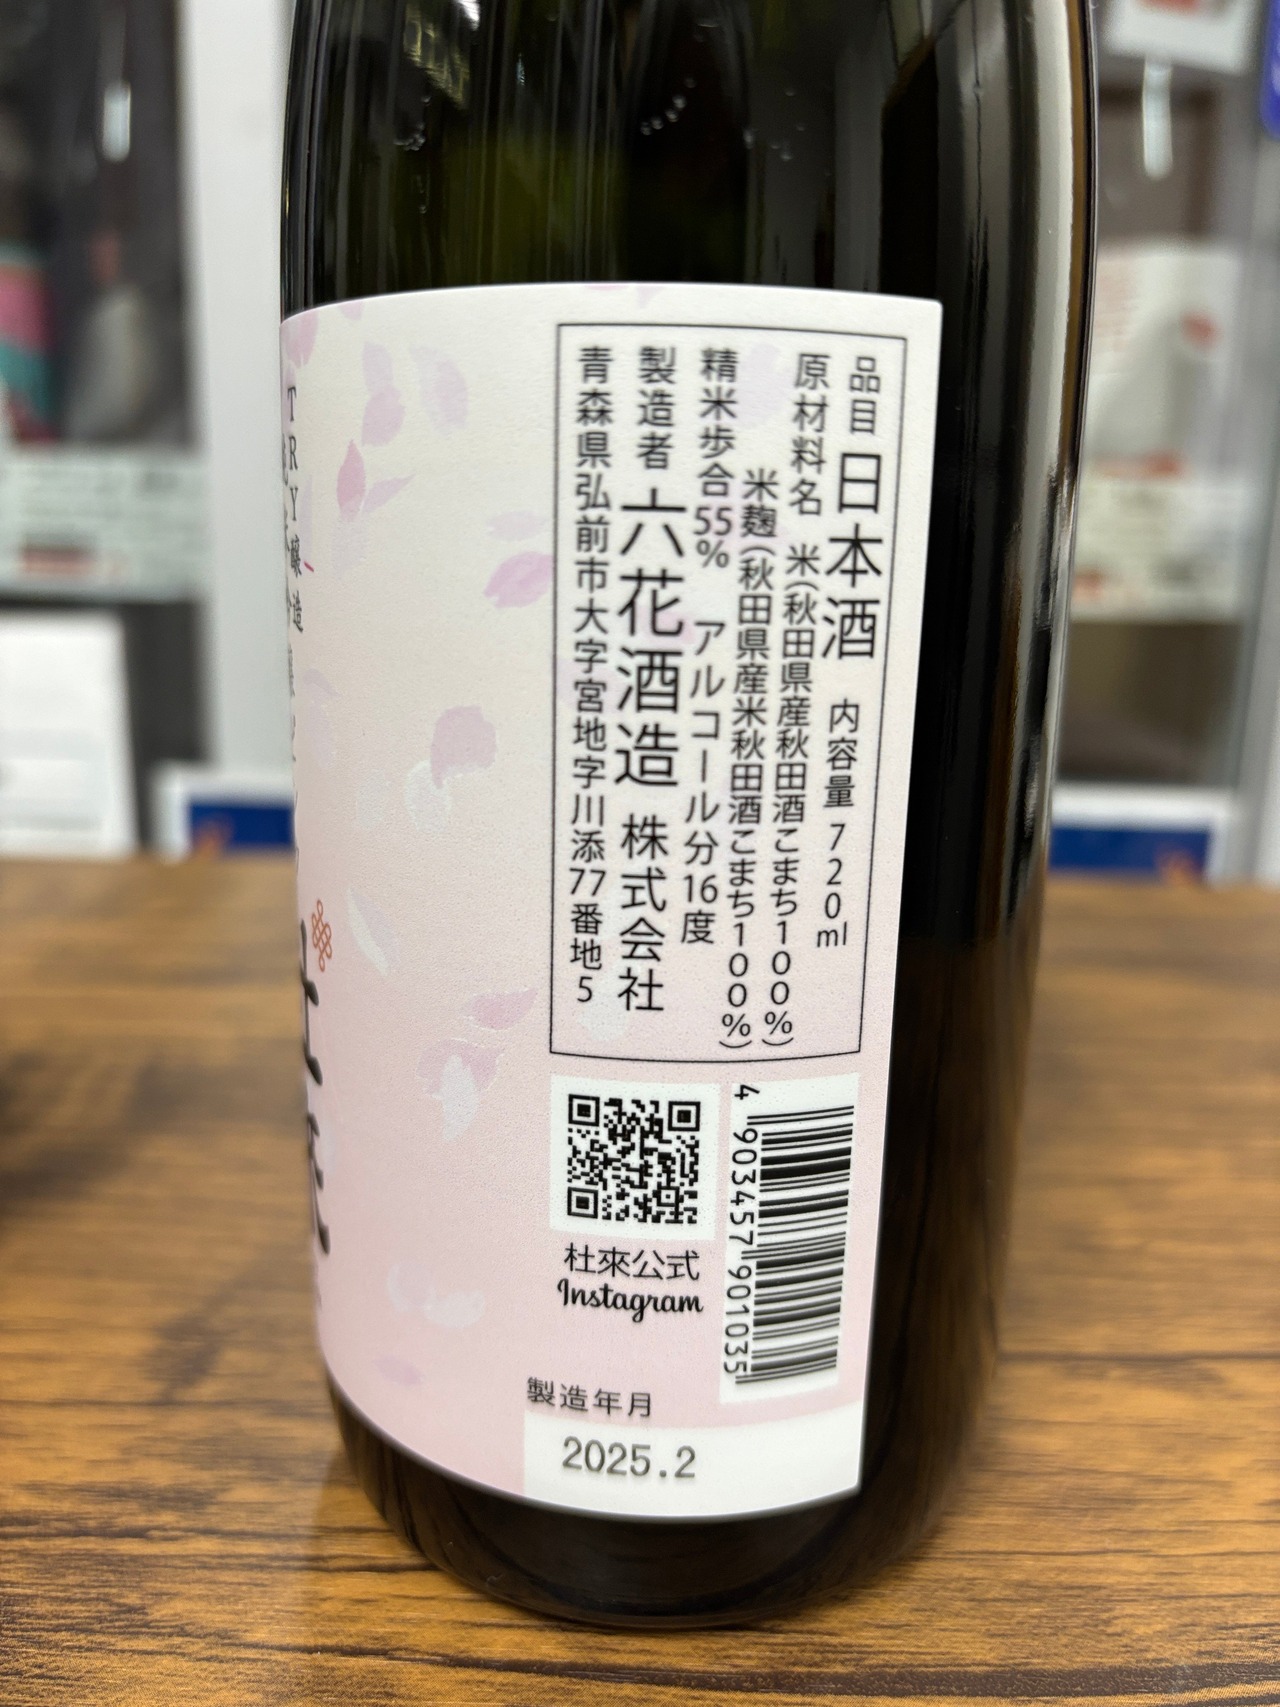 品目 日本酒 内容量 720ml
原材料名 米(秋田県産秋田酒こまち100%)
米麹(秋田県産米秋田酒こまち100%)
精米歩合55% アルコール分16度
製造者 六花酒造 株式会社
青森県弘前市大字宮地字川添77番地5
TRY醸造
杜來公式
Instagram
4 903457 901035
製造年月
2025.2